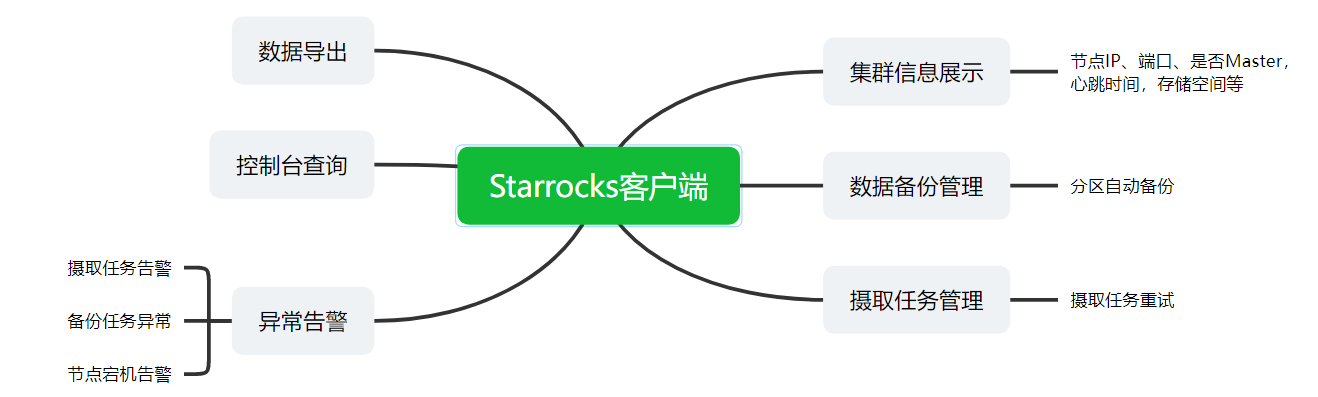 Starrocks客户端
集群信息展示
节点IP、端口、是否Master，
心跳时间，存储空间等
数据备份管理
分区自动备份
摄取任务管理
摄取任务重试
数据导出
控制台查询
异常告警
摄取任务告警
备份任务异常
节点宕机告警